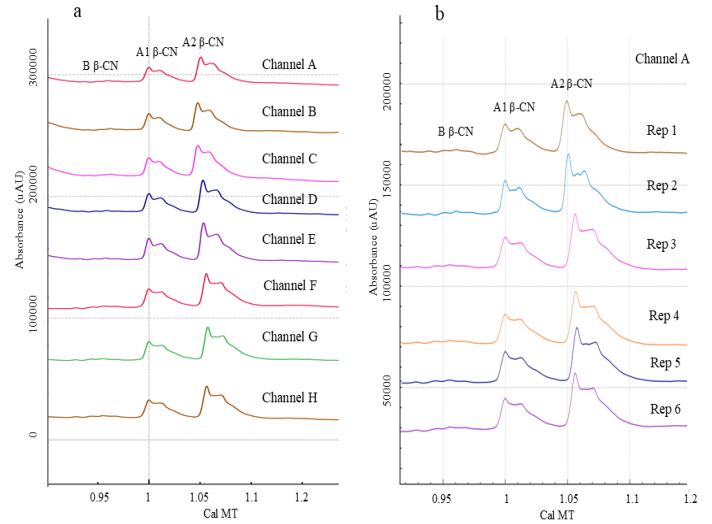 a
A2 β-CN
A1 β-CN
B β-CN
Channel A
Channel B
Channel C
Channel D
Channel E
Channel F
Channel G
Channel H
Absorbance (uAU)
300000
200000
100000
0
0.95
1
1.05
1.1
1.2
Cal MT
b
Channel A
A2 β-CN
A1 β-CN
B β-CN
Rep 1
Rep 2
Rep 3
Rep 4
Rep 5
Rep 6
Absorbance (uAU)
200000
150000
100000
50000
0.95
1
1.05
1.1
1.2
Cal MT